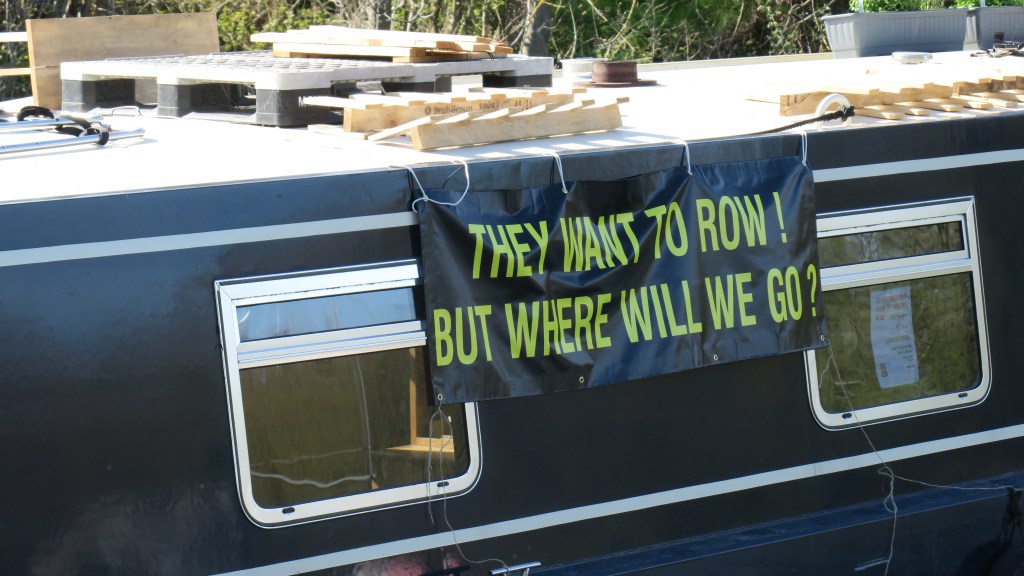 THEY WANT TO ROW !
BUT WHERE WILL WE GO ?